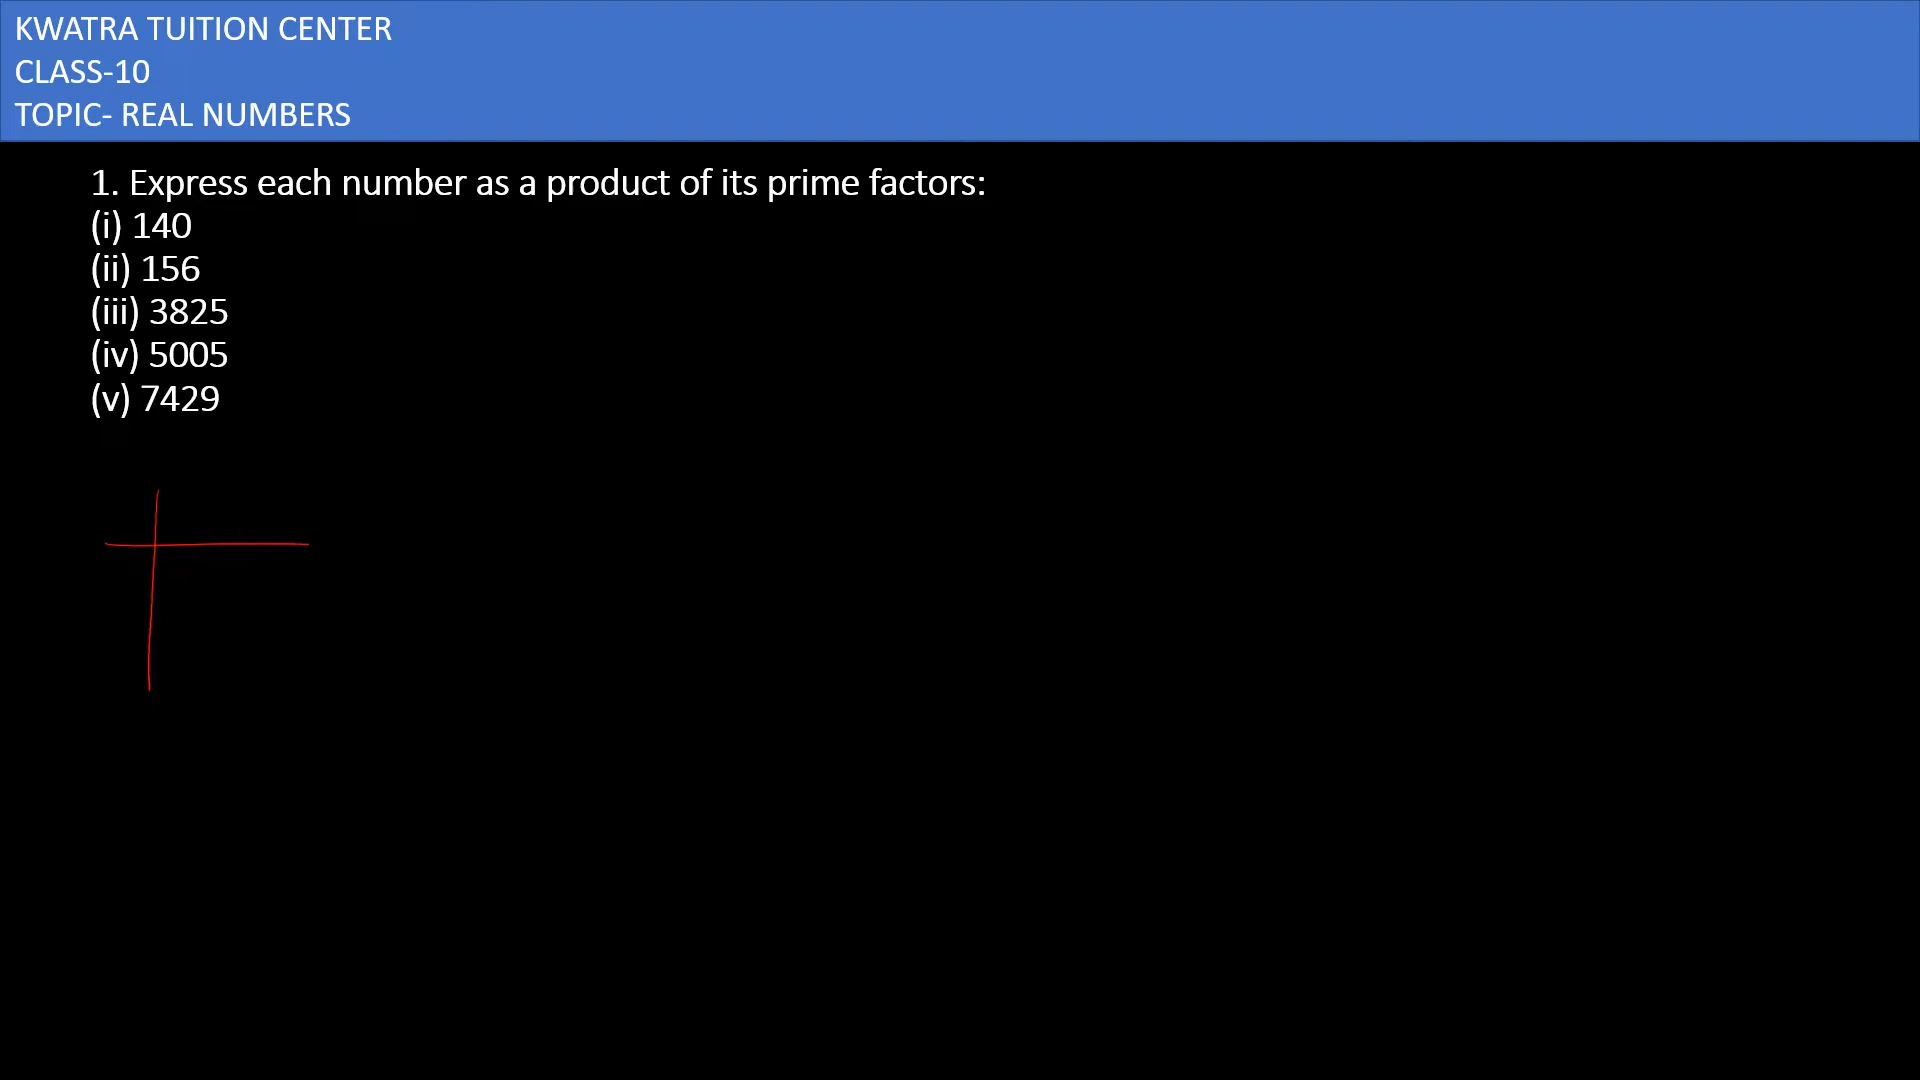 KWATRA TUITION CENTER
CLASS-10
TOPIC- REAL NUMBERS
1. Express each number as a product of its prime factors:
(i) 140
(ii) 156
(iii) 3825
(iv) 5005
(v) 7429